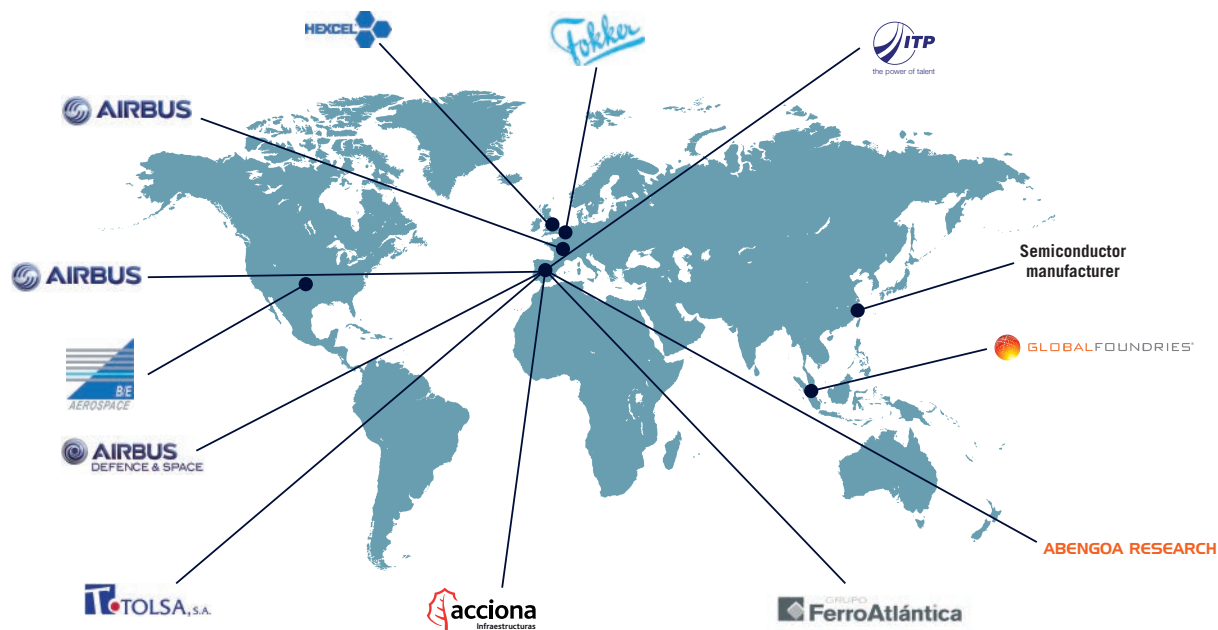 HEXCEL
Fokker
ITP
the power of talent
AIRBUS
Semiconductor
manufacturer
AIRBUS
GLOBALFOUNDRIES
B/E
AEROSPACE
AIRBUS
DEFENCE & SPACE
ABENGOA RESEARCH
TOLSA, S.A.
acciona
Infraestructuras
GRUPO
FerroAtlántica